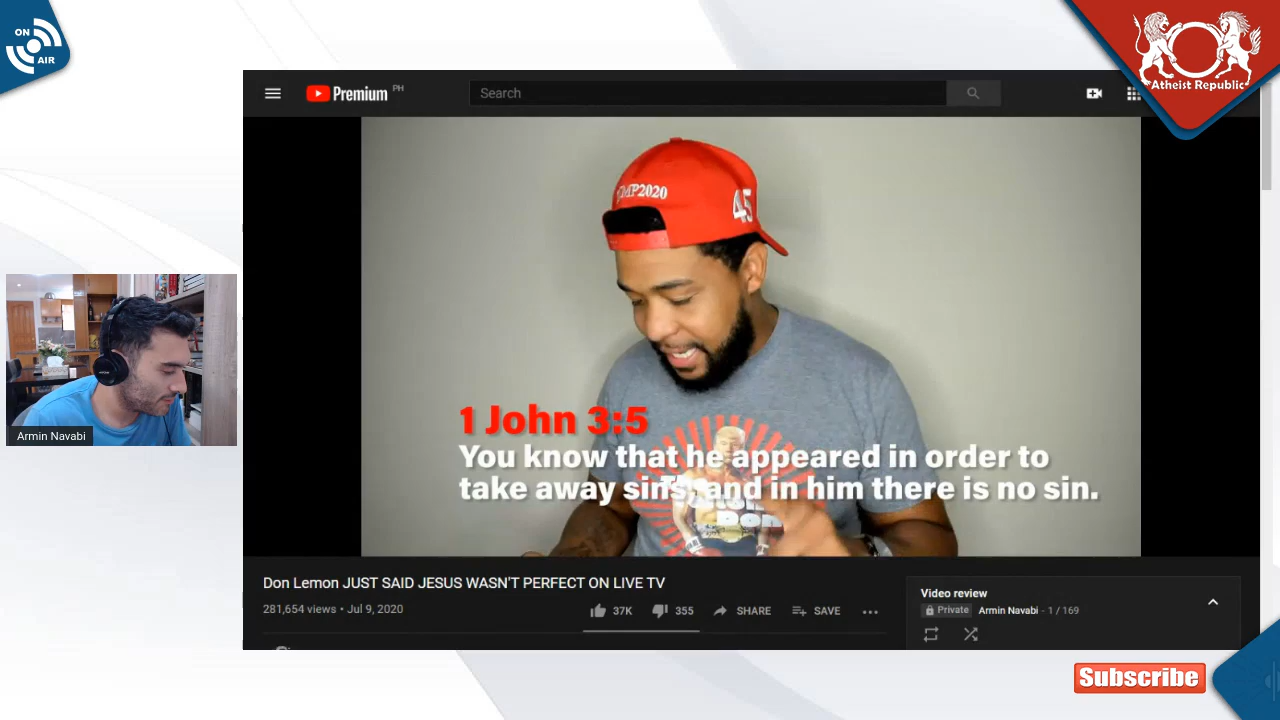 ON
AIR
Atheist Republic
Premium PH
Search
45
1 John 3:5
You know that he appeared in order to
take away sins, and in him there is no sin.
Armin Navabi
Don Lemon JUST SAID JESUS WASN'T PERFECT ON LIVE TV
281,654 views • Jul 9, 2020
37K
355
SHARE
SAVE
Video review
Private Armin Navabi - 1 / 169
Subscribe